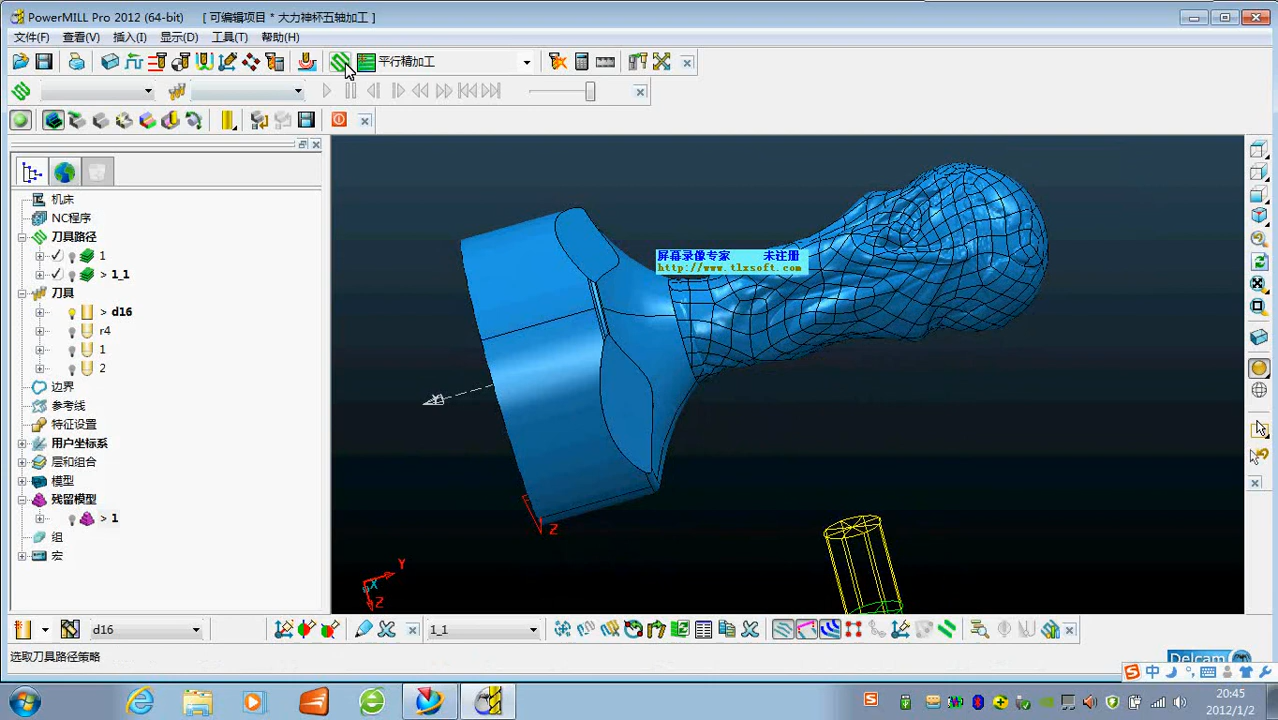 PowerMILL Pro 2012 (64-bit) [ 可编辑项目 * 大力神杯五轴加工 ]
文件(F) 查看(V) 插入(I) 显示(D) 工具(T) 帮助(H)
平行精加工
机床
NC程序
刀具路径
1
> 1_1
刀具
> d16
r4
1
2
边界
参考线
特征设置
用户坐标系
层和组合
模型
残留模型
> 1
组
宏
屏幕录像专家 未注册
http://www.tlxsoft.com
Z
Y
X
Z
d16
1_1
选取刀具路径策略
Delcam
中
20:45
2012/1/2